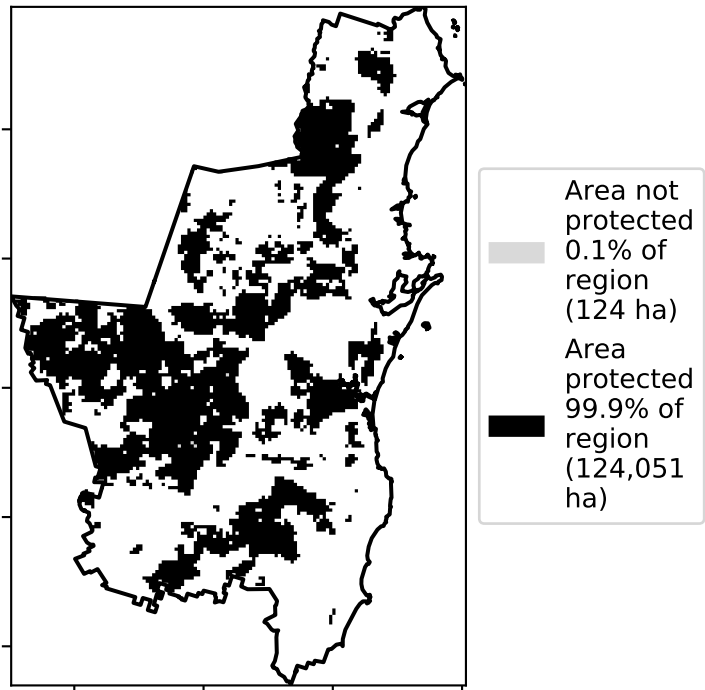 Area not
protected
0.1% of
region
(124 ha)
Area
protected
99.9% of
region
(124,051
ha)